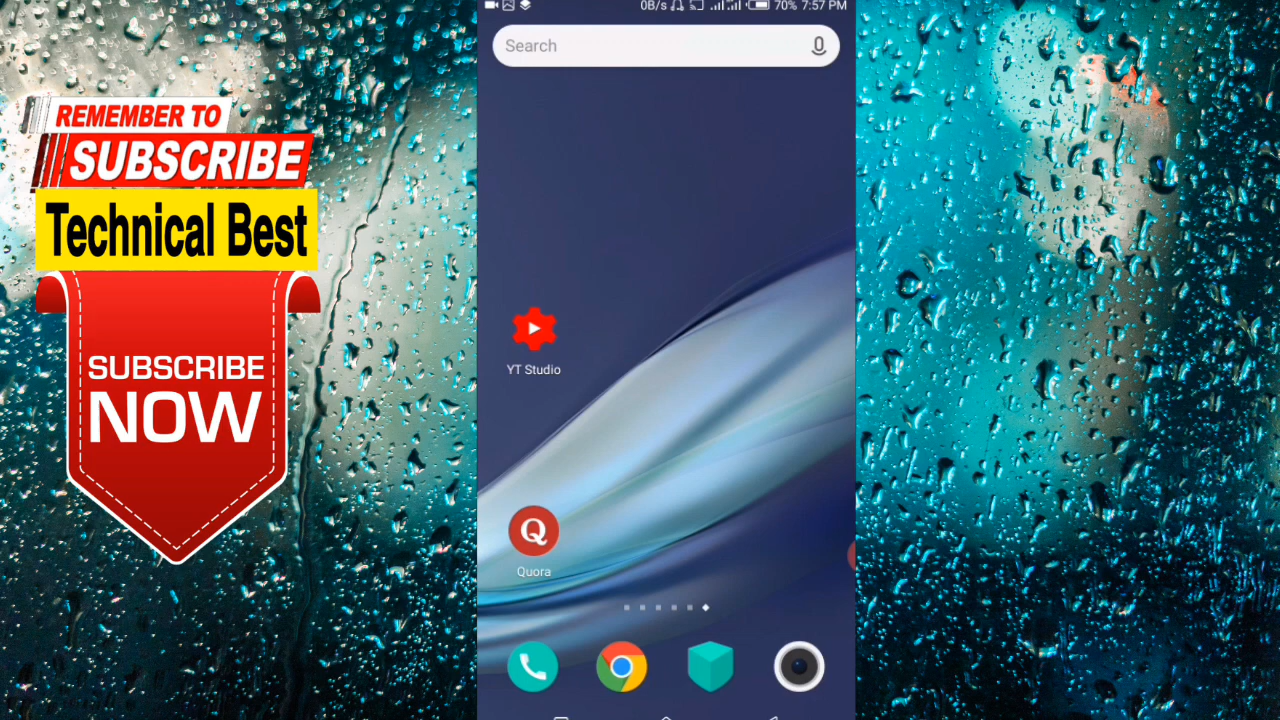 0B/s 70% 7:57 PM
Search
REMEMBER TO
SUBSCRIBE
Technical Best
SUBSCRIBE
NOW
YT Studio
Q
Quora